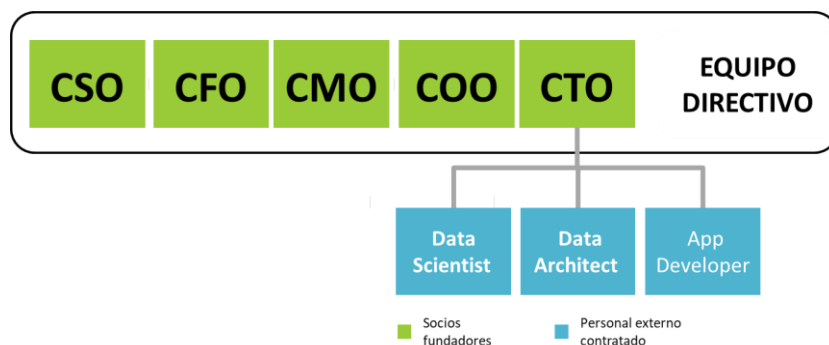 CSO
CFO
CMO
COO
CTO
EQUIPO
DIRECTIVO
Data
Scientist
Data
Architect
App
Developer
Socios
fundadores
Personal externo
contratado